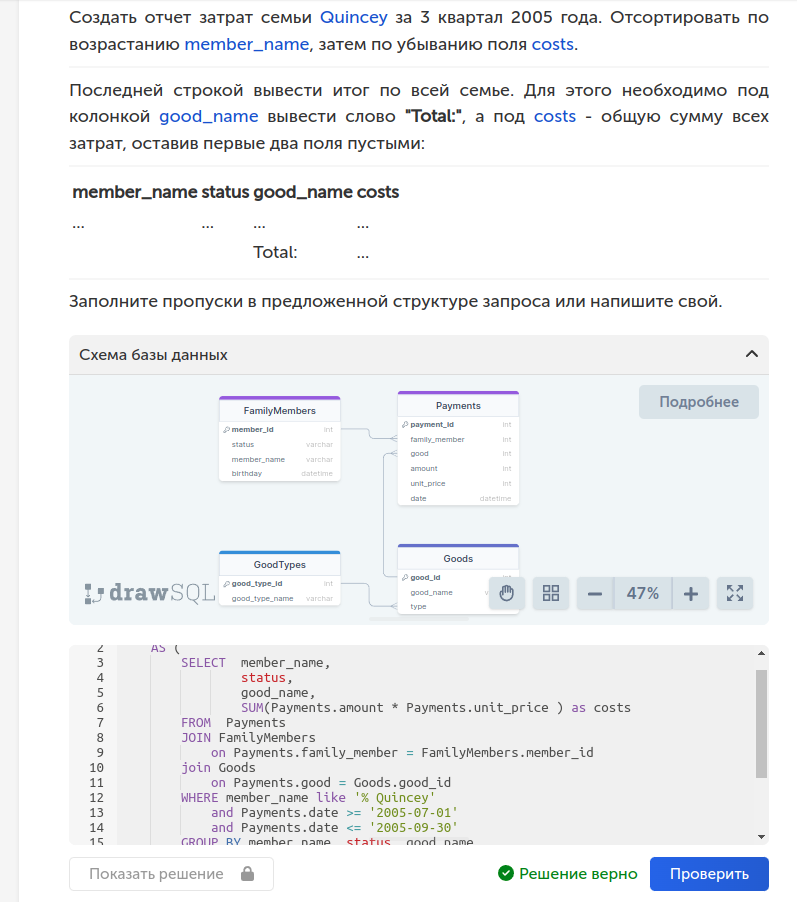 Создать отчет затрат семьи Quincey за 3 квартал 2005 года. Отсортировать по
возрастанию member_name, затем по убыванию поля costs.
Последней строкой вывести итог по всей семье. Для этого необходимо под
колонкой good_name вывести слово "Total:", а под costs - общую сумму всех
затрат, оставив первые два поля пустыми:
member_name status good_name costs
... ... ... ...
Total: ...
Заполните пропуски в предложенной структуре запроса или напишите свой.
Схема базы данных
Подробнее
FamilyMembers
member_id int
status varchar
member_name varchar
birthday datetime
Payments
payment_id int
family_member int
good int
amount int
unit_price int
date datetime
GoodTypes
good_type_id int
good_type_name varchar
Goods
good_id int
good_name
type
drawSQL
47%
2 AS (
3 SELECT member_name,
4 status,
5 good_name,
6 SUM(Payments.amount * Payments.unit_price ) as costs
7 FROM Payments
8 JOIN FamilyMembers
9 on Payments.family_member = FamilyMembers.member_id
10 join Goods
11 on Payments.good = Goods.good_id
12 WHERE member_name like '% Quincey'
13 and Payments.date >= '2005-07-01'
14 and Payments.date <= '2005-09-30'
15 GROUP BY member_name, status, good_name
Показать решение
Решение верно
Проверить